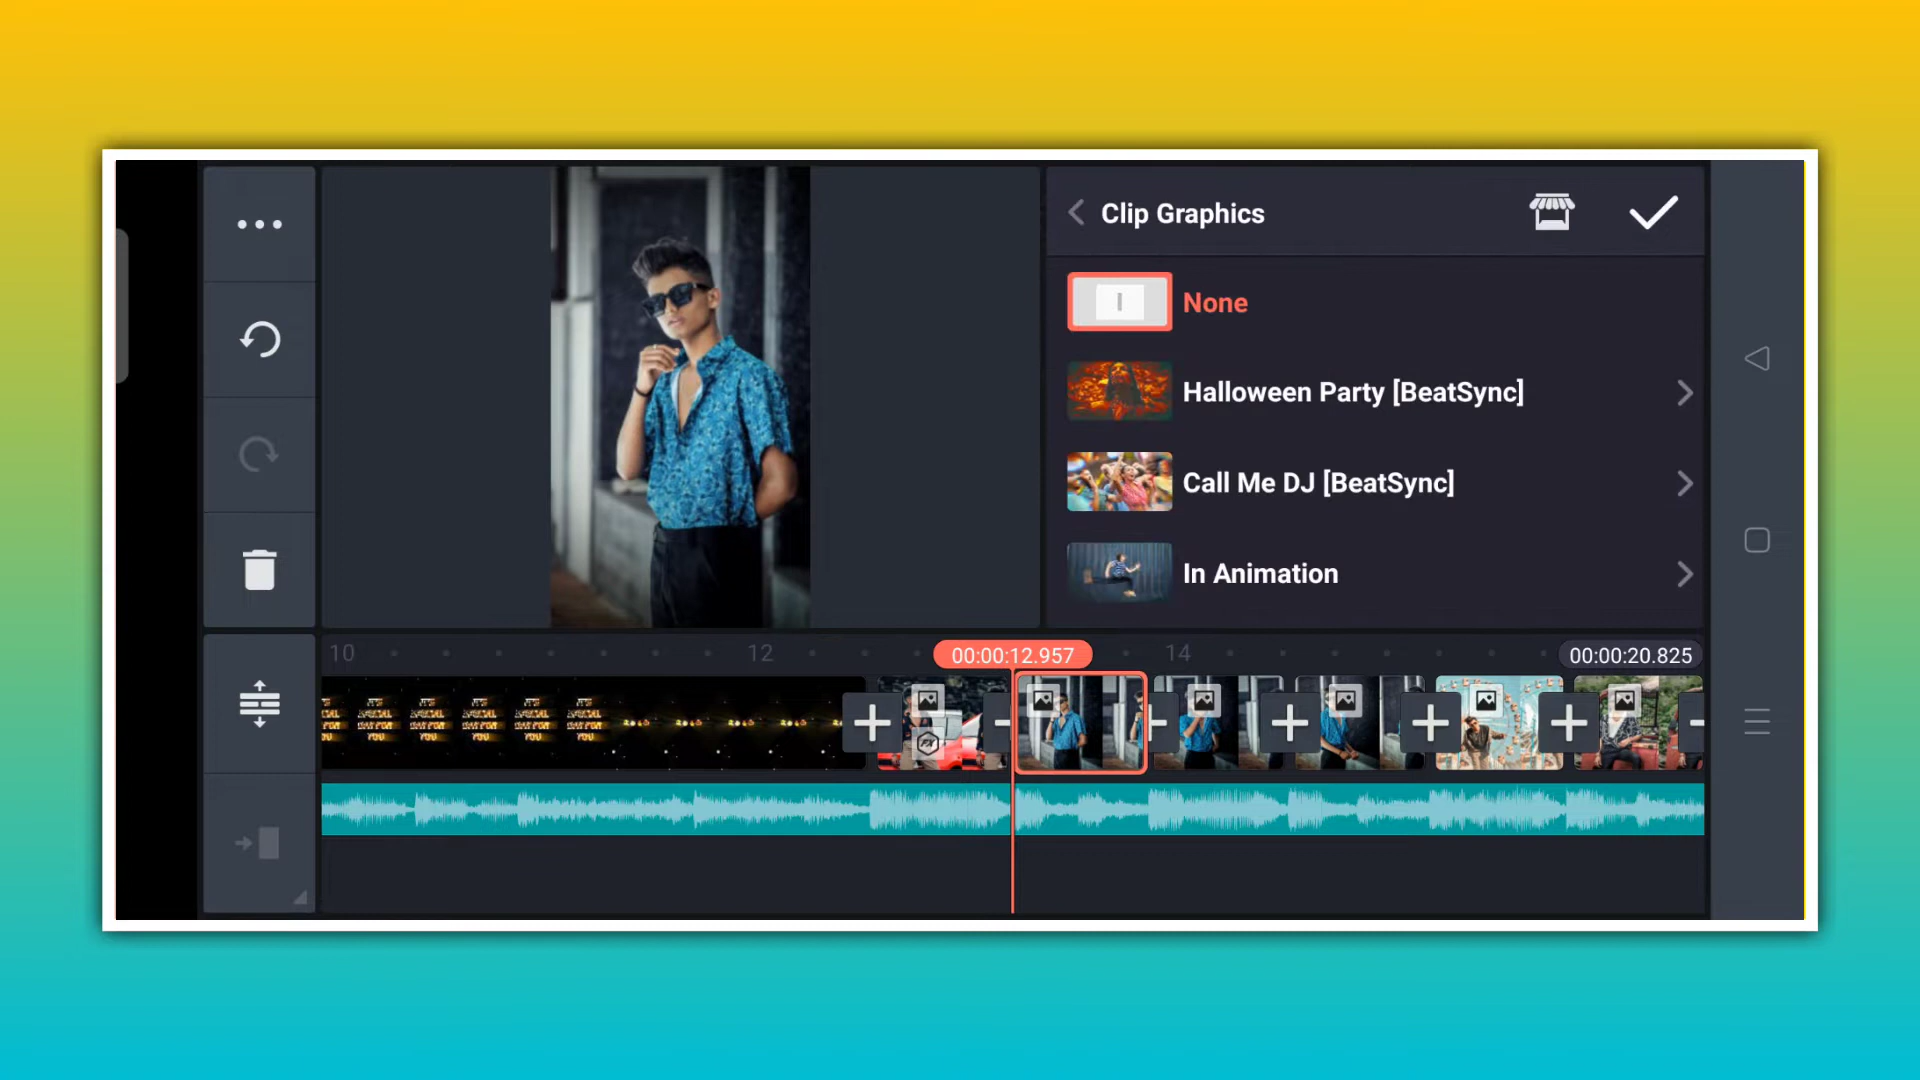 Clip Graphics
None
Halloween Party [BeatSync]
Call Me DJ [BeatSync]
In Animation
10
12
00:00:12.957
14
00:00:20.825
FX